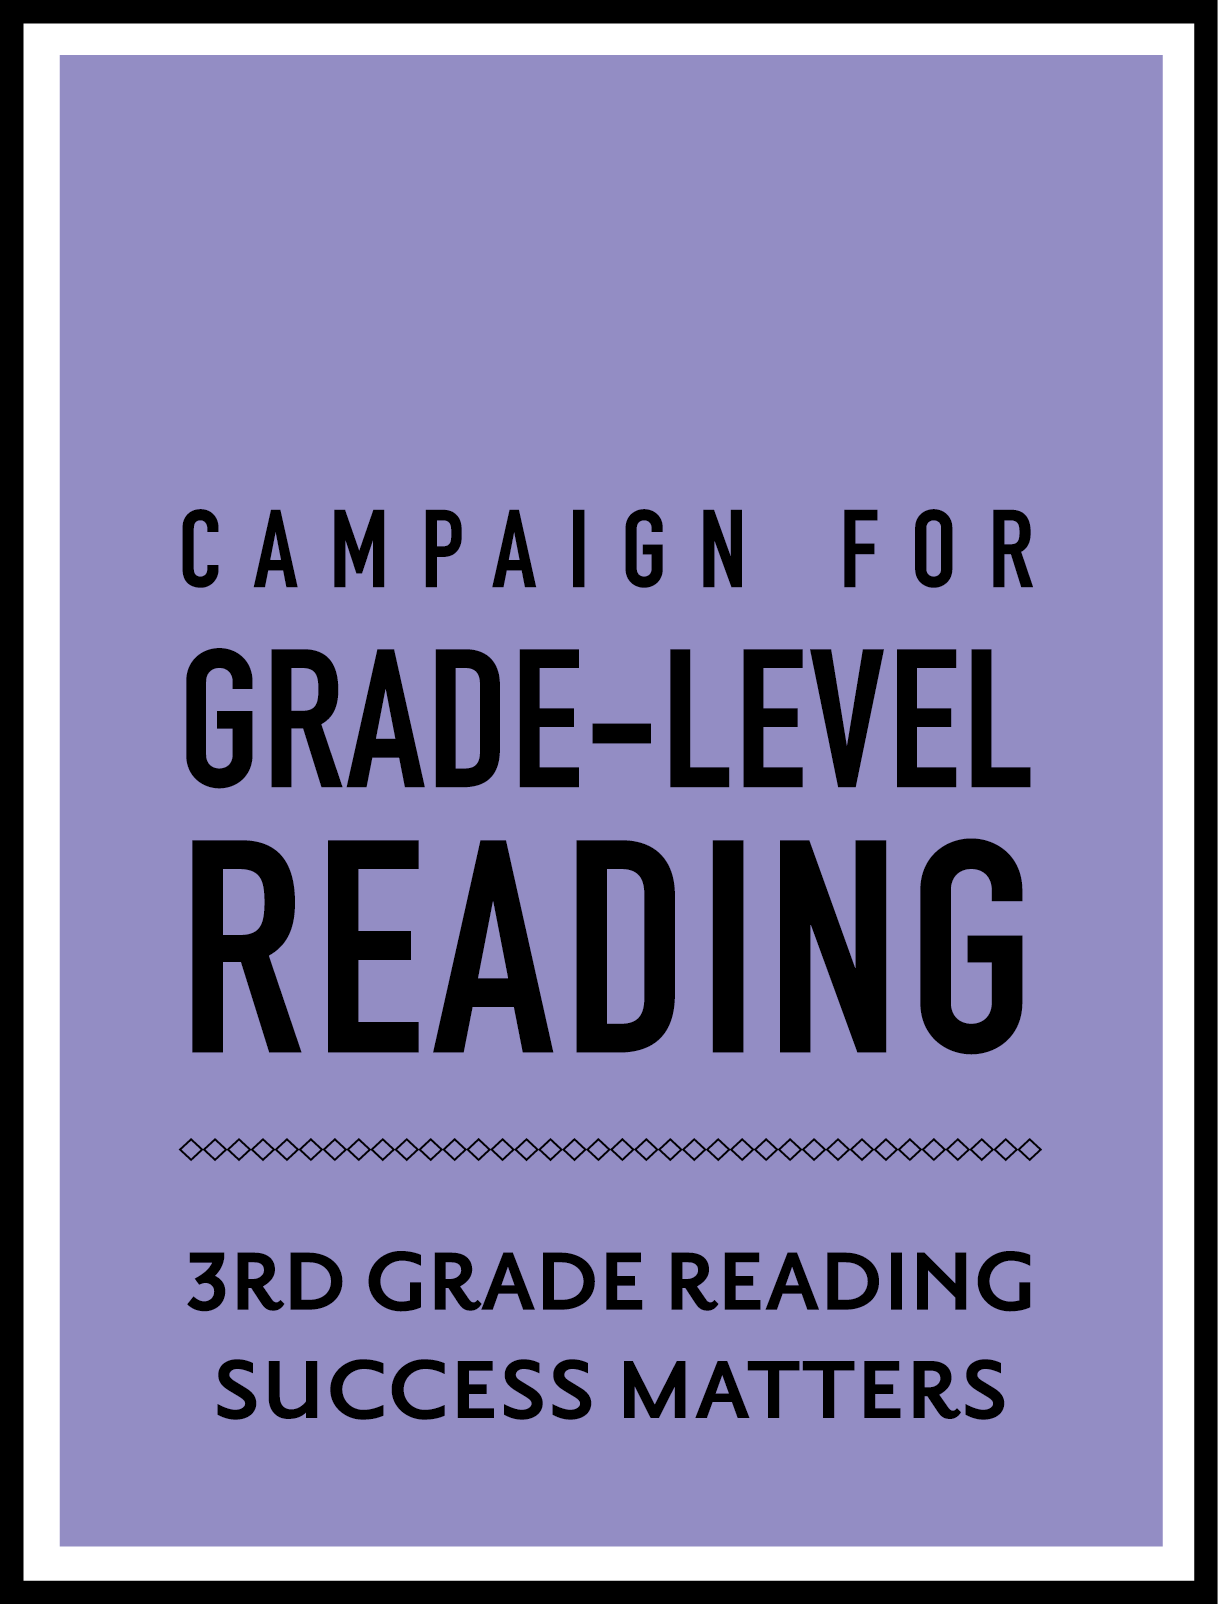 CAMPAIGN FOR
GRADE-LEVEL
READING
3RD GRADE READING
SUCCESS MATTERS